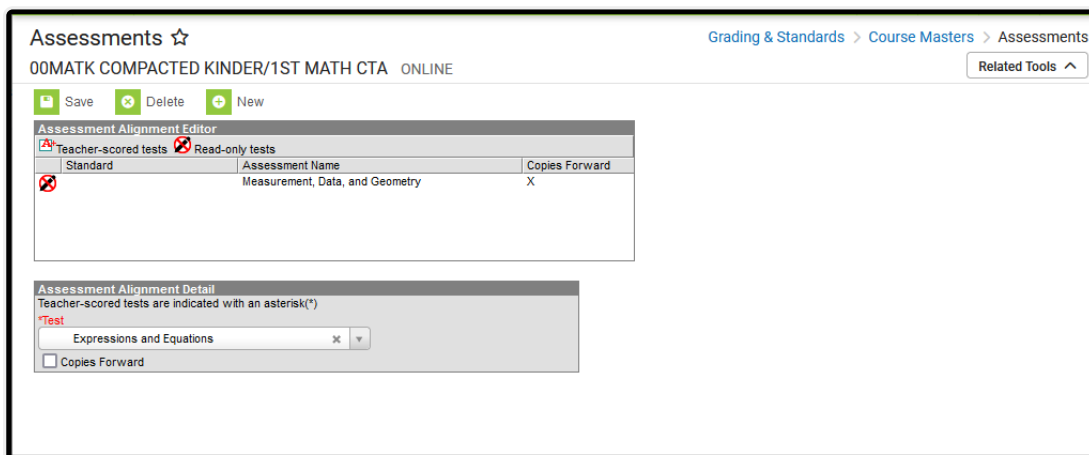 Assessments
Grading & Standards > Course Masters > Assessments
00MATK COMPACTED KINDER/1ST MATH CTA ONLINE
Related Tools
Save Delete New
Assessment Alignment Editor
A+ Teacher-scored tests Read-only tests
Standard Assessment Name Copies Forward
Measurement, Data, and Geometry X
Assessment Alignment Detail
Teacher-scored tests are indicated with an asterisk(*)
*Test
Expressions and Equations
Copies Forward